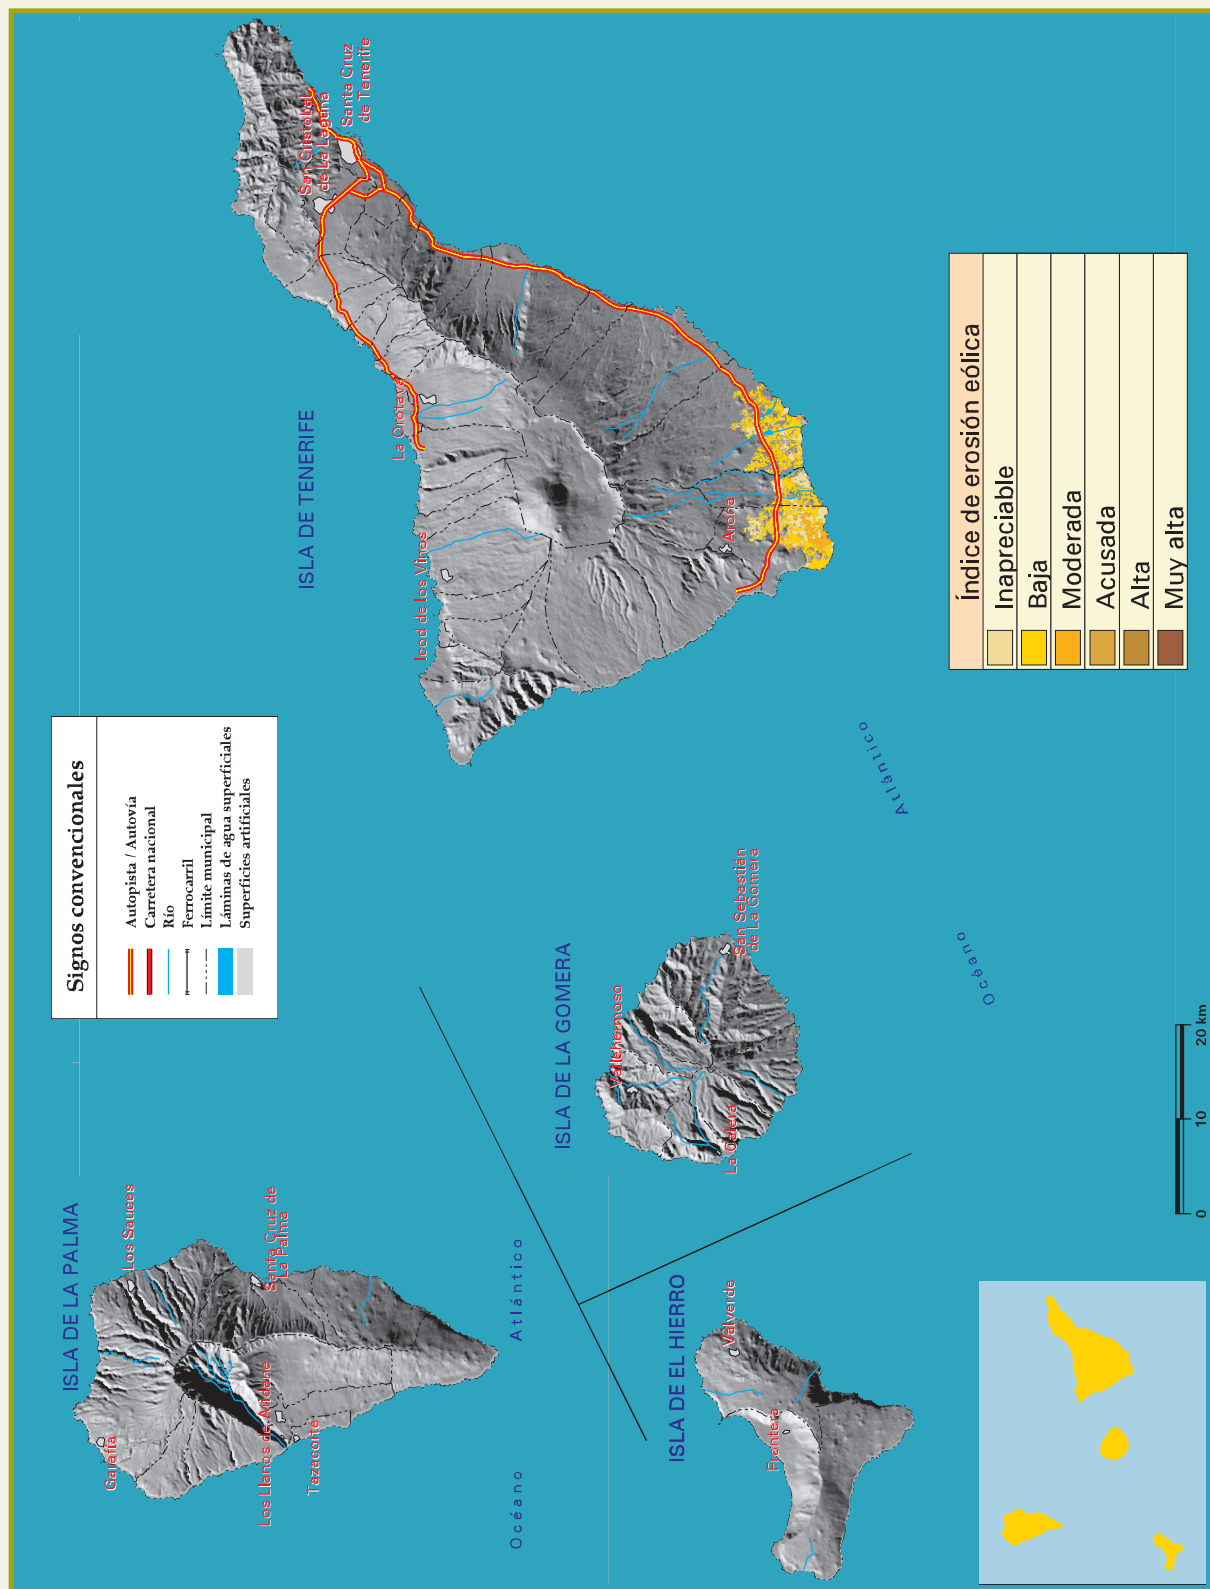 ISLA DE LA PALMA
Garafía
Los Sauces
Santa Cruz de
La Palma
Los Llanos de Aridane
Tazacorte
Signos convencionales
Autopista / Autovía
Carretera nacional
Río
Ferrocarril
Límite municipal
Láminas de agua superficiales
Superficies artificiales
ISLA DE TENERIFE
San Cristobal
de La Laguna
Santa Cruz
de Tenerife
La Orotava
Icod de los Vinos
Arona
Océano
Atlántico
ISLA DE LA GOMERA
Vallehermoso
San Sebastián
de La Gomera
La Calera
ISLA DE EL HIERRO
Valverde
Frontera
Océano
Atlántico
Índice de erosión eólica
Inapreciable
Baja
Moderada
Acusada
Alta
Muy alta
0 10 20 km